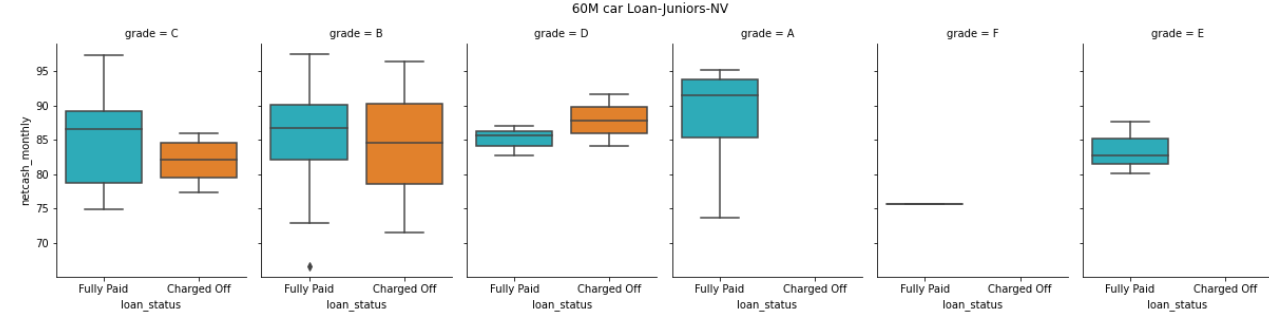 60M car Loan-Juniors-NV
grade = C
grade = B
grade = D
grade = A
grade = F
grade = E
netcash_monthly
95
90
85
80
75
70
Fully Paid Charged Off
Fully Paid Charged Off
Fully Paid Charged Off
Fully Paid Charged Off
Fully Paid Charged Off
Fully Paid Charged Off
loan_status
loan_status
loan_status
loan_status
loan_status
loan_status